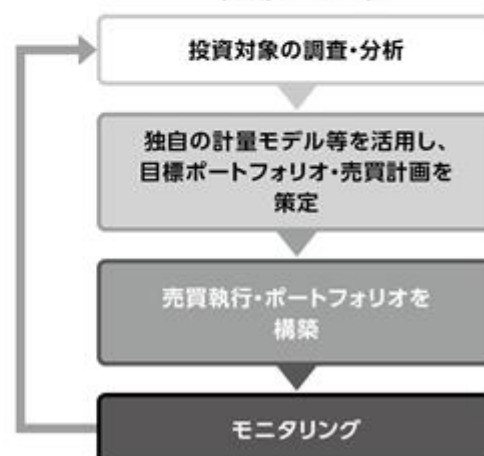 投資対象の調査・分析
独自の計量モデル等を活用し、
目標ポートフォリオ・売買計画を
策定
売買執行・ポートフォリオを
構築
モニタリング